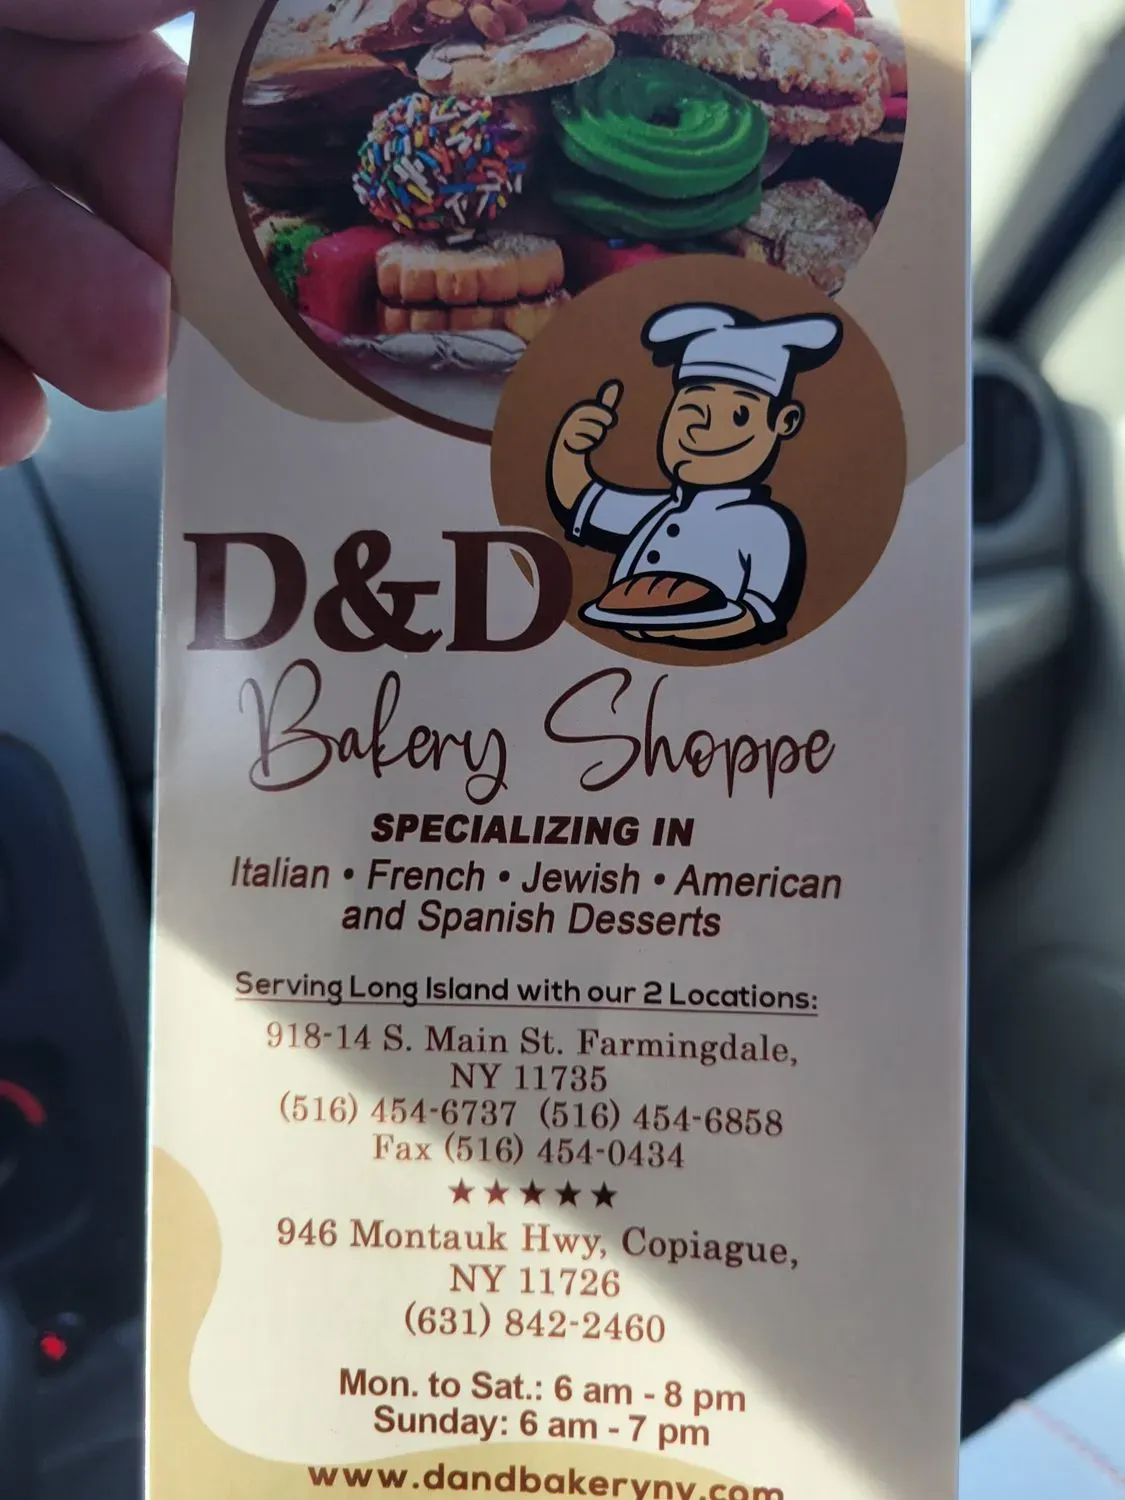 D&D
Bakery Shoppe
SPECIALIZING IN
Italian • French • Jewish • American
and Spanish Desserts
Serving Long Island with our 2 Locations:
918-14 S. Main St. Farmingdale,
NY 11735
(516) 454-6737 (516) 454-6858
Fax (516) 454-0434
★★★★★
946 Montauk Hwy, Copiague,
NY 11726
(631) 842-2460
Mon. to Sat.: 6 am - 8 pm
Sunday: 6 am - 7 pm
www.dandbakeryny.com